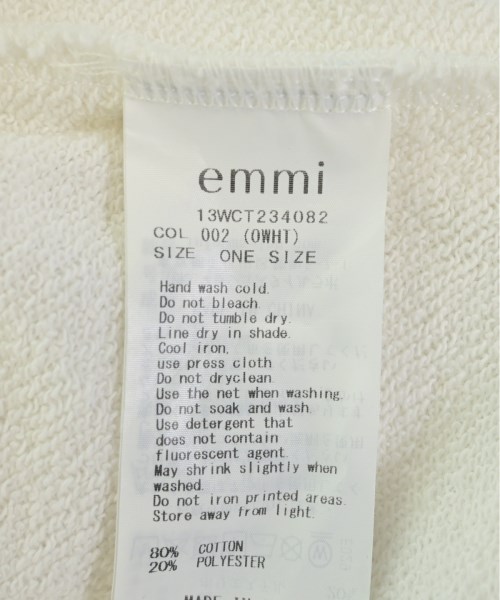 emmi
13WCT234082
COL 002 (OWHT)
SIZE ONE SIZE
Hand wash cold.
Do not bleach.
Do not tumble dry.
Line dry in shade.
Cool iron,
use press cloth
Do not dryclean.
Use the net when washing.
Do not soak and wash.
Use detergent that
does not contain
fluorescent agent.
May shrink slightly when
washed.
Do not iron printed areas.
Store away from light.
80% COTTON
20% POLYESTER
MADE IN